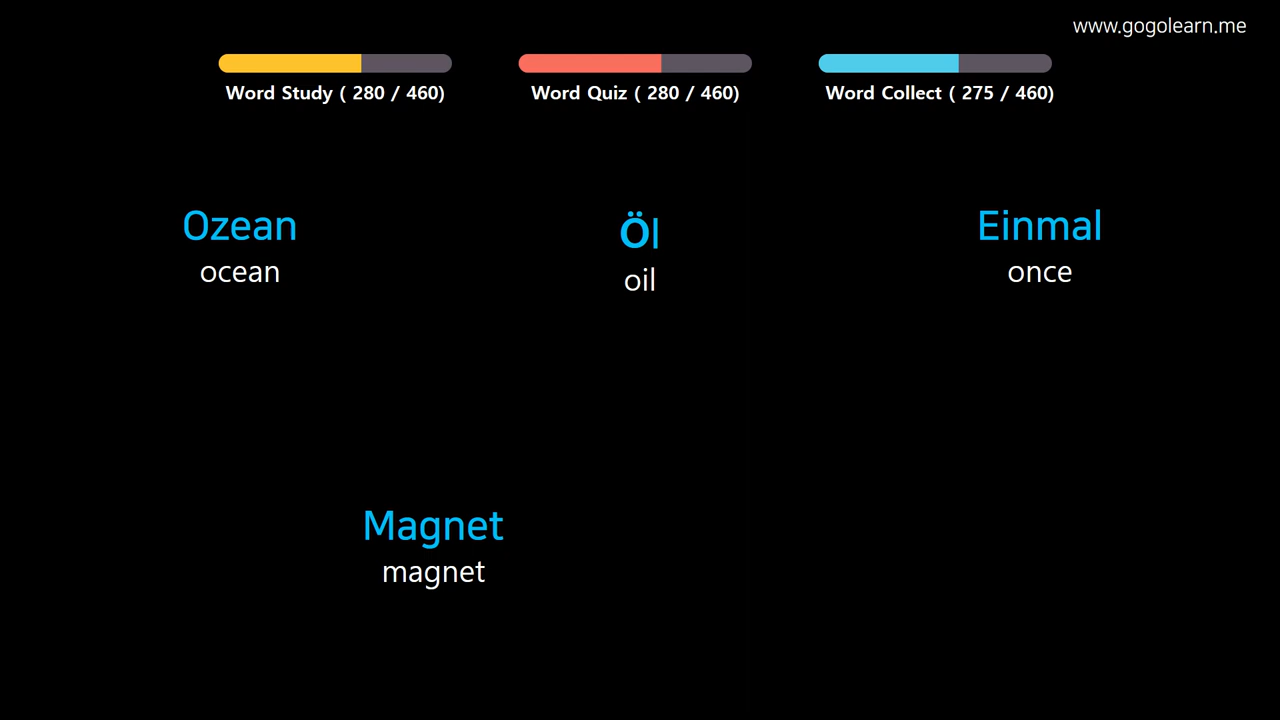 www.gogolearn.me
Word Study ( 280 / 460)
Word Quiz ( 280 / 460)
Word Collect ( 275 / 460)
Ozean
ocean
Öl
oil
Einmal
once
Magnet
magnet